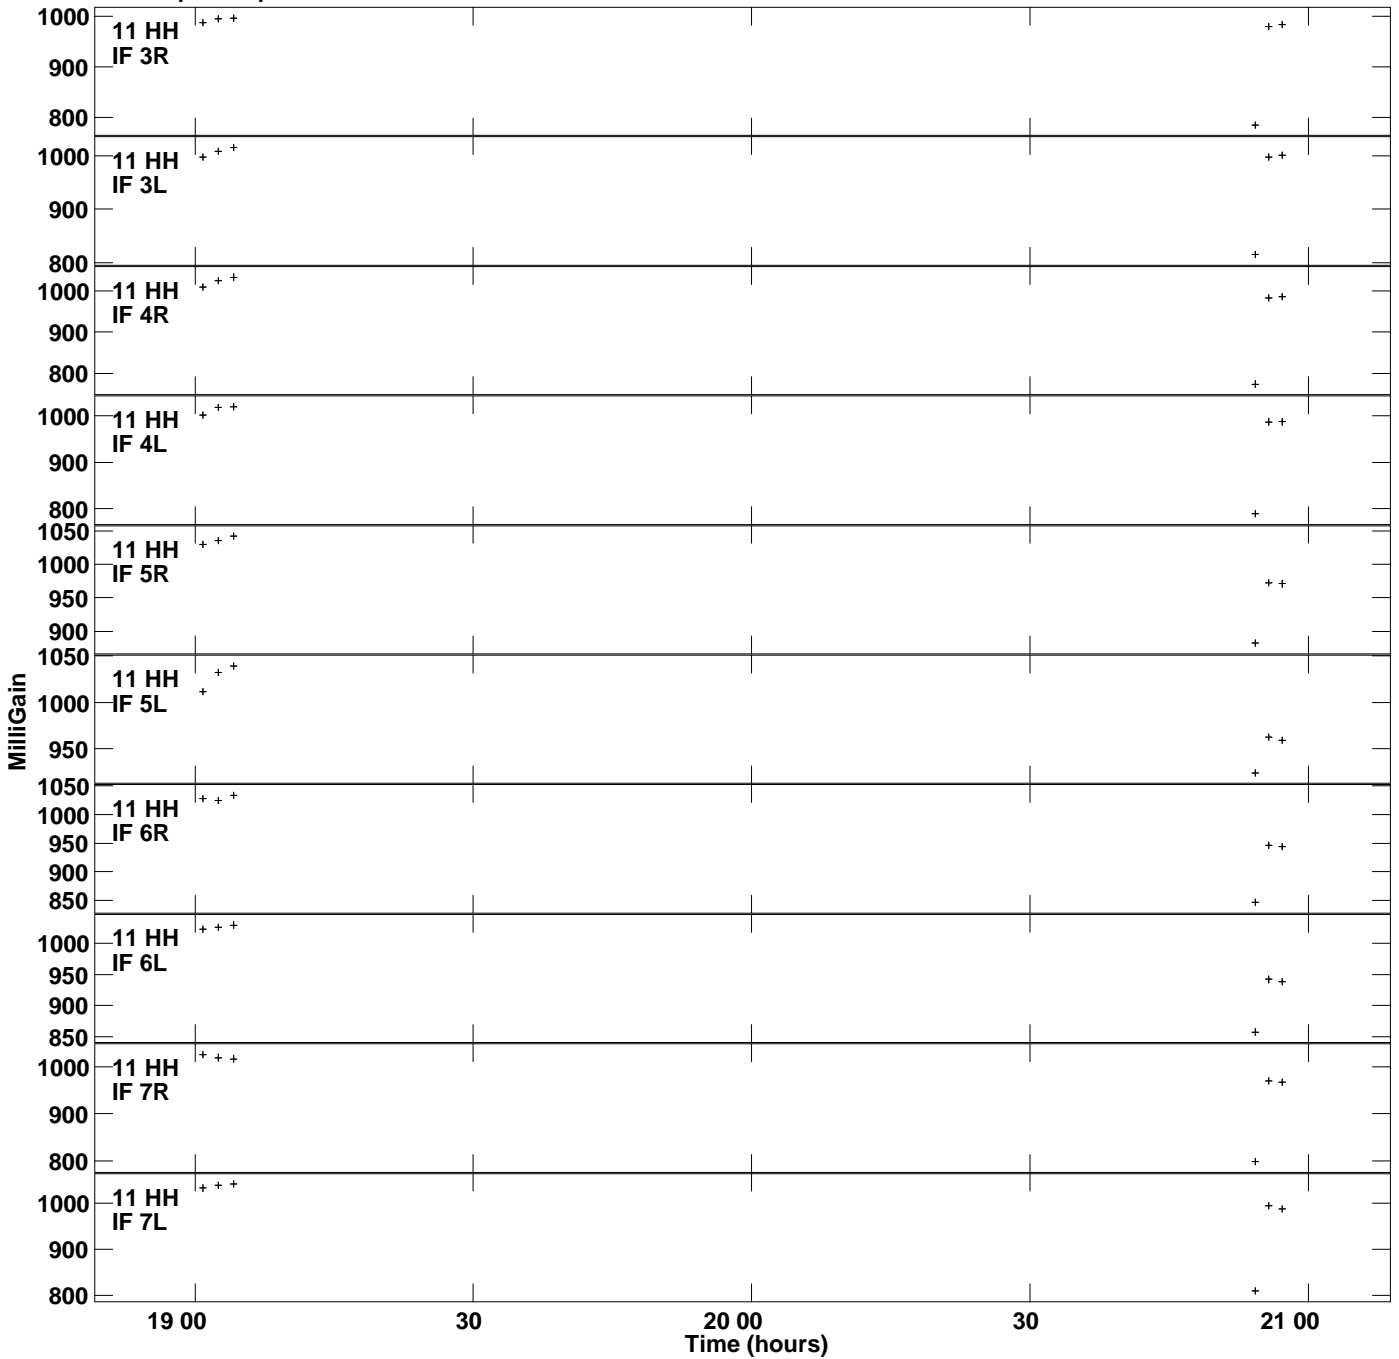 1000
11 HH
IF 3R
900
800
1000
11 HH
IF 3L
900
800
1000
11 HH
IF 4R
900
800
1000
11 HH
IF 4L
900
800
1050
11 HH
IF 5R
1000
950
900
1050
11 HH
IF 5L
1000
950
1050
11 HH
IF 6R
1000
950
900
850
1000
11 HH
IF 6L
950
900
850
1000
11 HH
IF 7R
900
800
1000
11 HH
IF 7L
900
800
MilliGain
19 00 30 20 00 30 21 00
Time (hours)